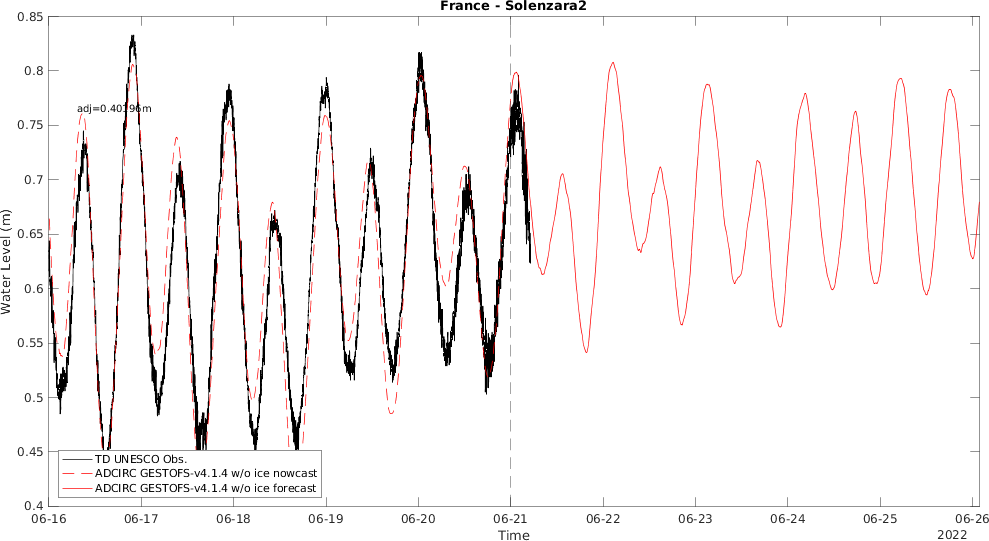 France - Solenzara2
0.85
0.8
0.75
0.7
0.65
0.6
0.55
0.5
0.45
0.4
Water Level (m)
adj=0.40196m
TD UNESCO Obs.
ADCIRC GESTOFS-v4.1.4 w/o ice nowcast
ADCIRC GESTOFS-v4.1.4 w/o ice forecast
06-16 06-17 06-18 06-19 06-20 06-21 06-22 06-23 06-24 06-25 06-26
Time
2022